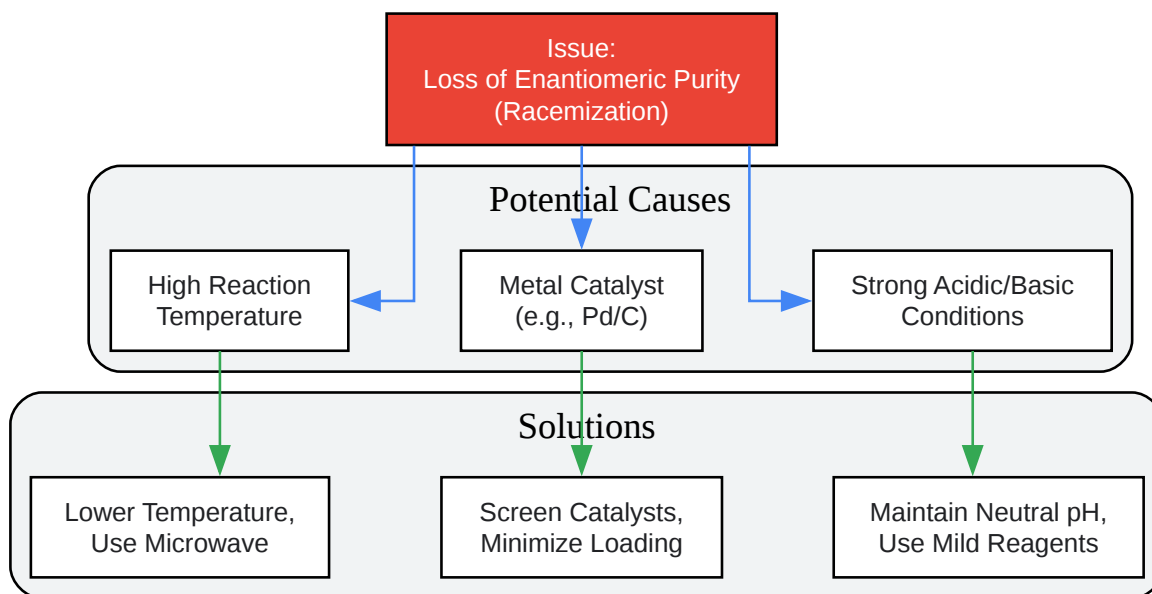 Issue:
Loss of Enantiomeric Purity
(Racemization)
Potential Causes
High Reaction
Temperature
Metal Catalyst
(e.g., Pd/C)
Strong Acidic/Basic
Conditions
Solutions
Lower Temperature,
Use Microwave
Screen Catalysts,
Minimize Loading
Maintain Neutral pH,
Use Mild Reagents